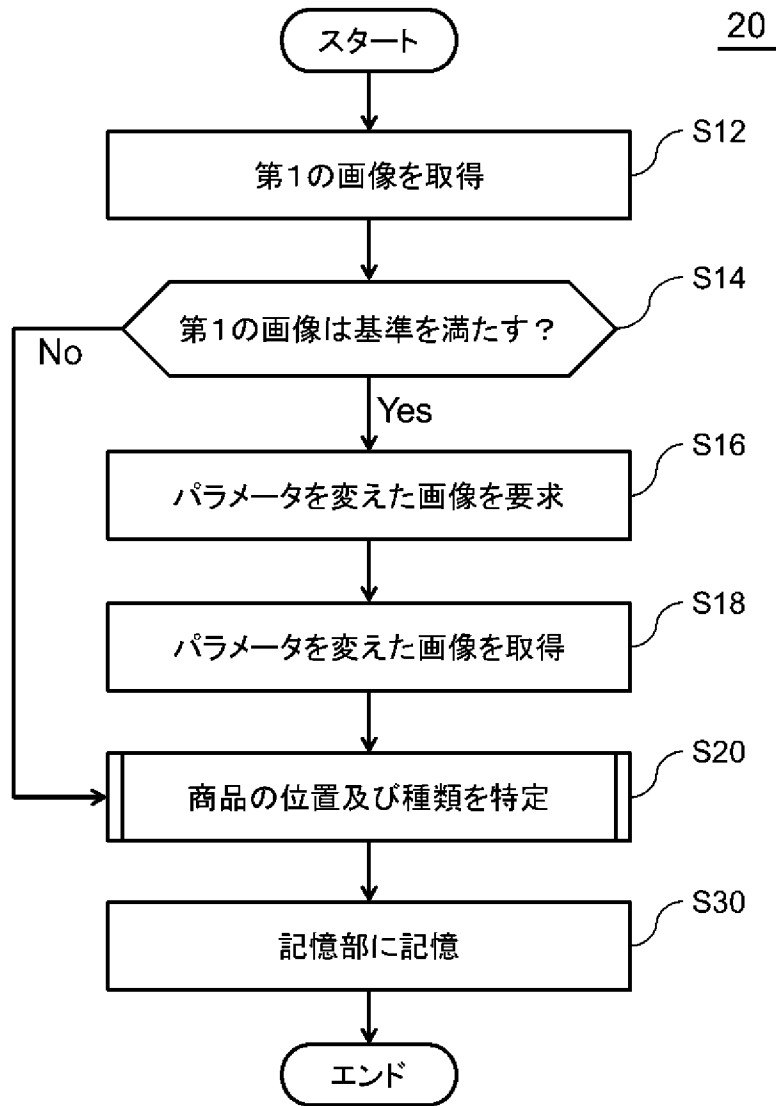 20
スタート
S12
第1の画像を取得
S14
第1の画像は基準を満たす?
No
Yes
S16
パラメータを変えた画像を要求
S18
パラメータを変えた画像を取得
S20
商品の位置及び種類を特定
S30
記憶部に記憶
エンド